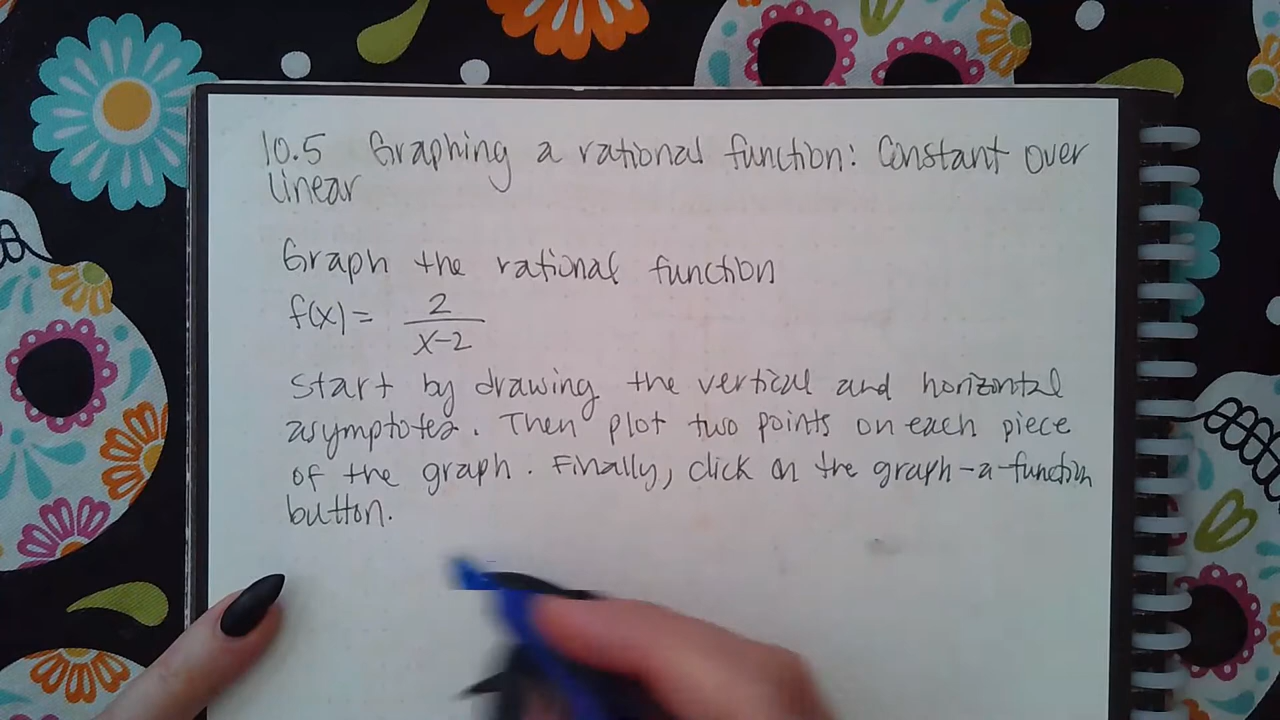 10.5 Graphing a rational function: Constant over
linear
Graph the rational function
f(x) = 2/(x-2)
Start by drawing the vertical and horizontal
asymptotes. Then plot two points on each piece
of the graph. Finally, click on the graph-a-function
button.